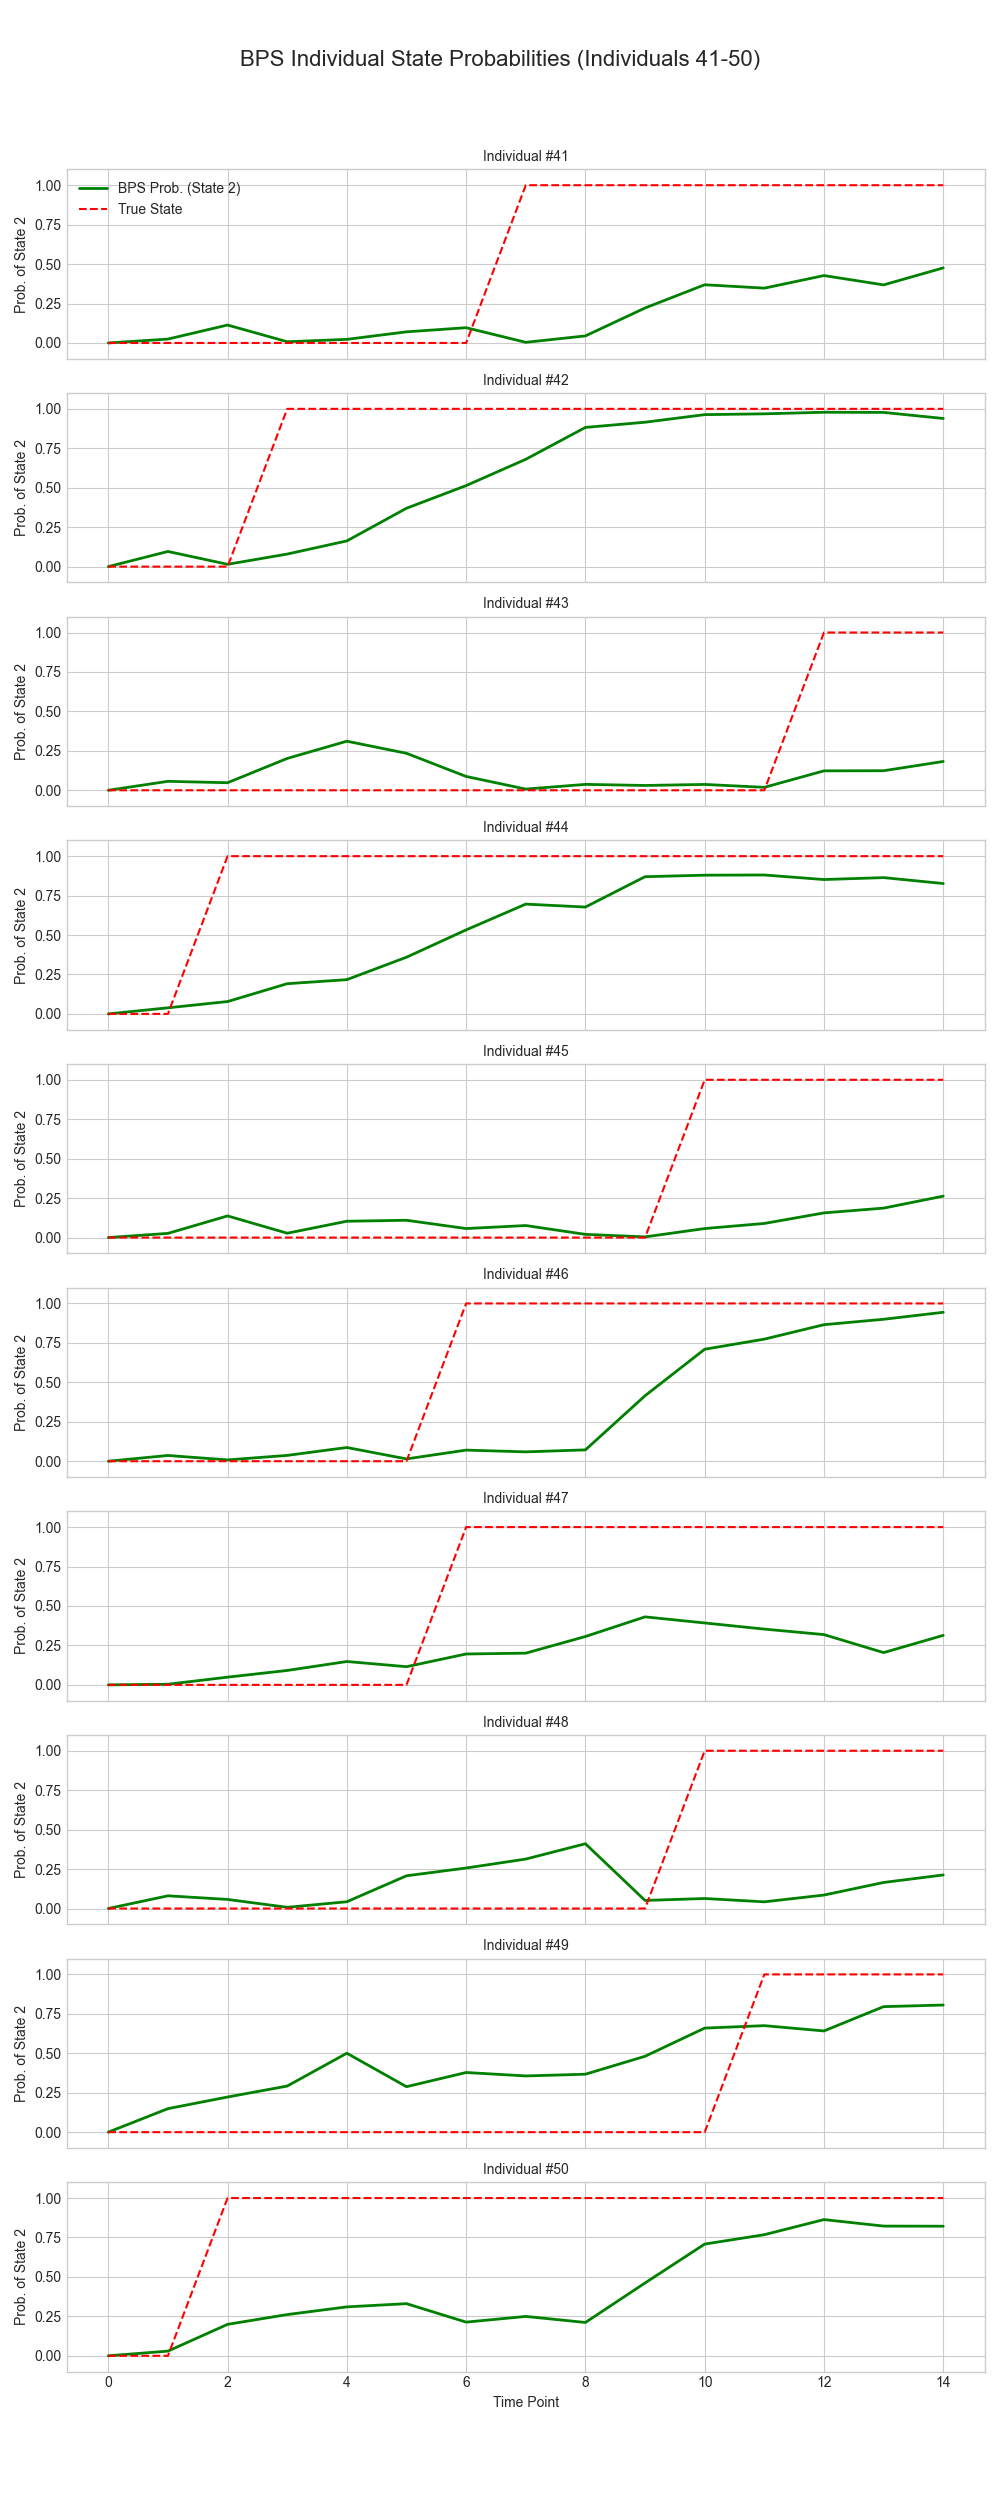 BPS Individual State Probabilities (Individuals 41-50)
Individual #41
BPS Prob. (State 2)
True State
Prob. of State 2
1.00
0.75
0.50
0.25
0.00
Individual #42
Prob. of State 2
1.00
0.75
0.50
0.25
0.00
Individual #43
Prob. of State 2
1.00
0.75
0.50
0.25
0.00
Individual #44
Prob. of State 2
1.00
0.75
0.50
0.25
0.00
Individual #45
Prob. of State 2
1.00
0.75
0.50
0.25
0.00
Individual #46
Prob. of State 2
1.00
0.75
0.50
0.25
0.00
Individual #47
Prob. of State 2
1.00
0.75
0.50
0.25
0.00
Individual #48
Prob. of State 2
1.00
0.75
0.50
0.25
0.00
Individual #49
Prob. of State 2
1.00
0.75
0.50
0.25
0.00
Individual #50
Prob. of State 2
1.00
0.75
0.50
0.25
0.00
0 2 4 6 8 10 12 14
Time Point